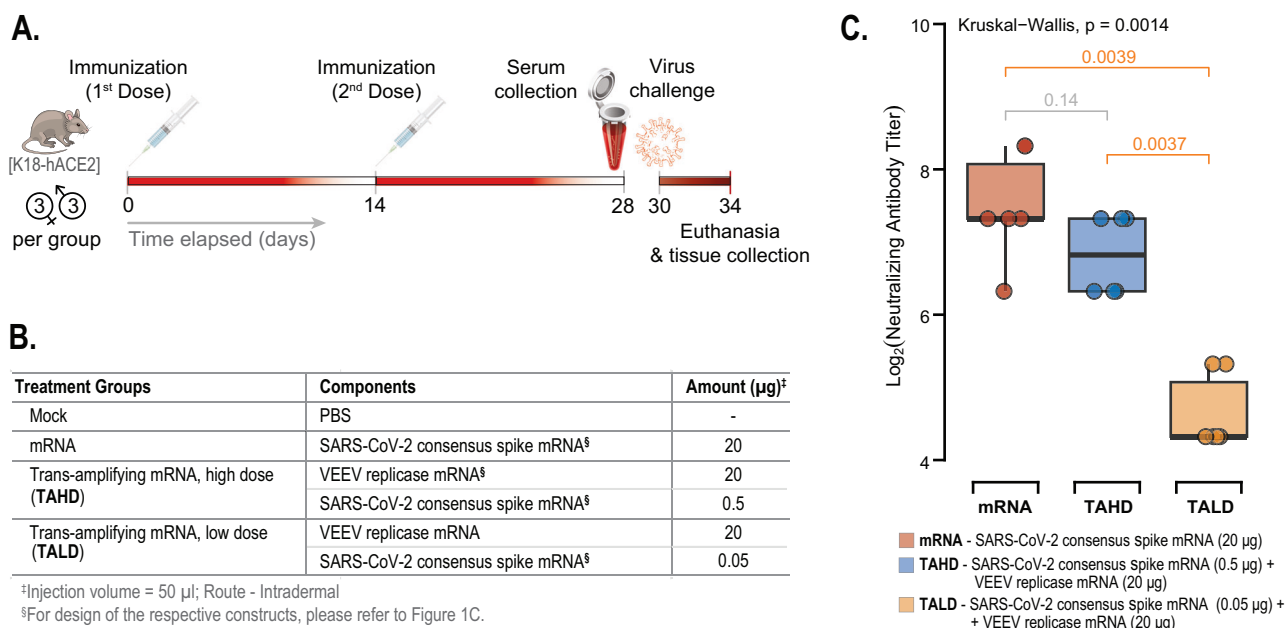 A.
Immunization
(1st Dose)
Immunization
(2nd Dose)
Serum
collection
Virus
challenge
[K18-hACE2]
3 3
per group
0
14
28
30
34
Time elapsed (days)
Euthanasia
& tissue collection
B.
Treatment Groups Components Amount (µg)‡
Mock PBS -
mRNA SARS-CoV-2 consensus spike mRNA§ 20
Trans-amplifying mRNA, high dose
(TAHD)
VEEV replicase mRNA§ 20
SARS-CoV-2 consensus spike mRNA§ 0.5
Trans-amplifying mRNA, low dose
(TALD)
VEEV replicase mRNA 20
SARS-CoV-2 consensus spike mRNA§ 0.05
‡Injection volume = 50 µl; Route - Intradermal
§For design of the respective constructs, please refer to Figure 1C.
C.
Kruskal−Wallis, p = 0.0014
0.0039
0.14
0.0037
Log2(Neutralizing Antibody Titer)
10
8
6
4
mRNA TAHD TALD
mRNA - SARS-CoV-2 consensus spike mRNA (20 µg)
TAHD - SARS-CoV-2 consensus spike mRNA (0.5 µg) +
VEEV replicase mRNA (20 µg)
TALD - SARS-CoV-2 consensus spike mRNA (0.05 µg) +
+ VEEV replicase mRNA (20 µg)